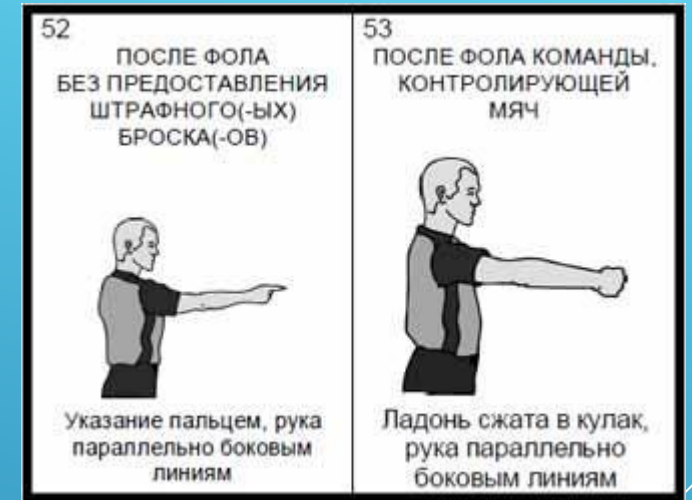 52
ПОСЛЕ ФОЛА
БЕЗ ПРЕДОСТАВЛЕНИЯ
ШТРАФНОГО(-ЫХ)
БРОСКА(-ОВ)
Указание пальцем, рука
параллельно боковым
линиям
53
ПОСЛЕ ФОЛА КОМАНДЫ,
КОНТРОЛИРУЮЩЕЙ
МЯЧ
Ладонь сжата в кулак,
рука параллельно
боковым линиям